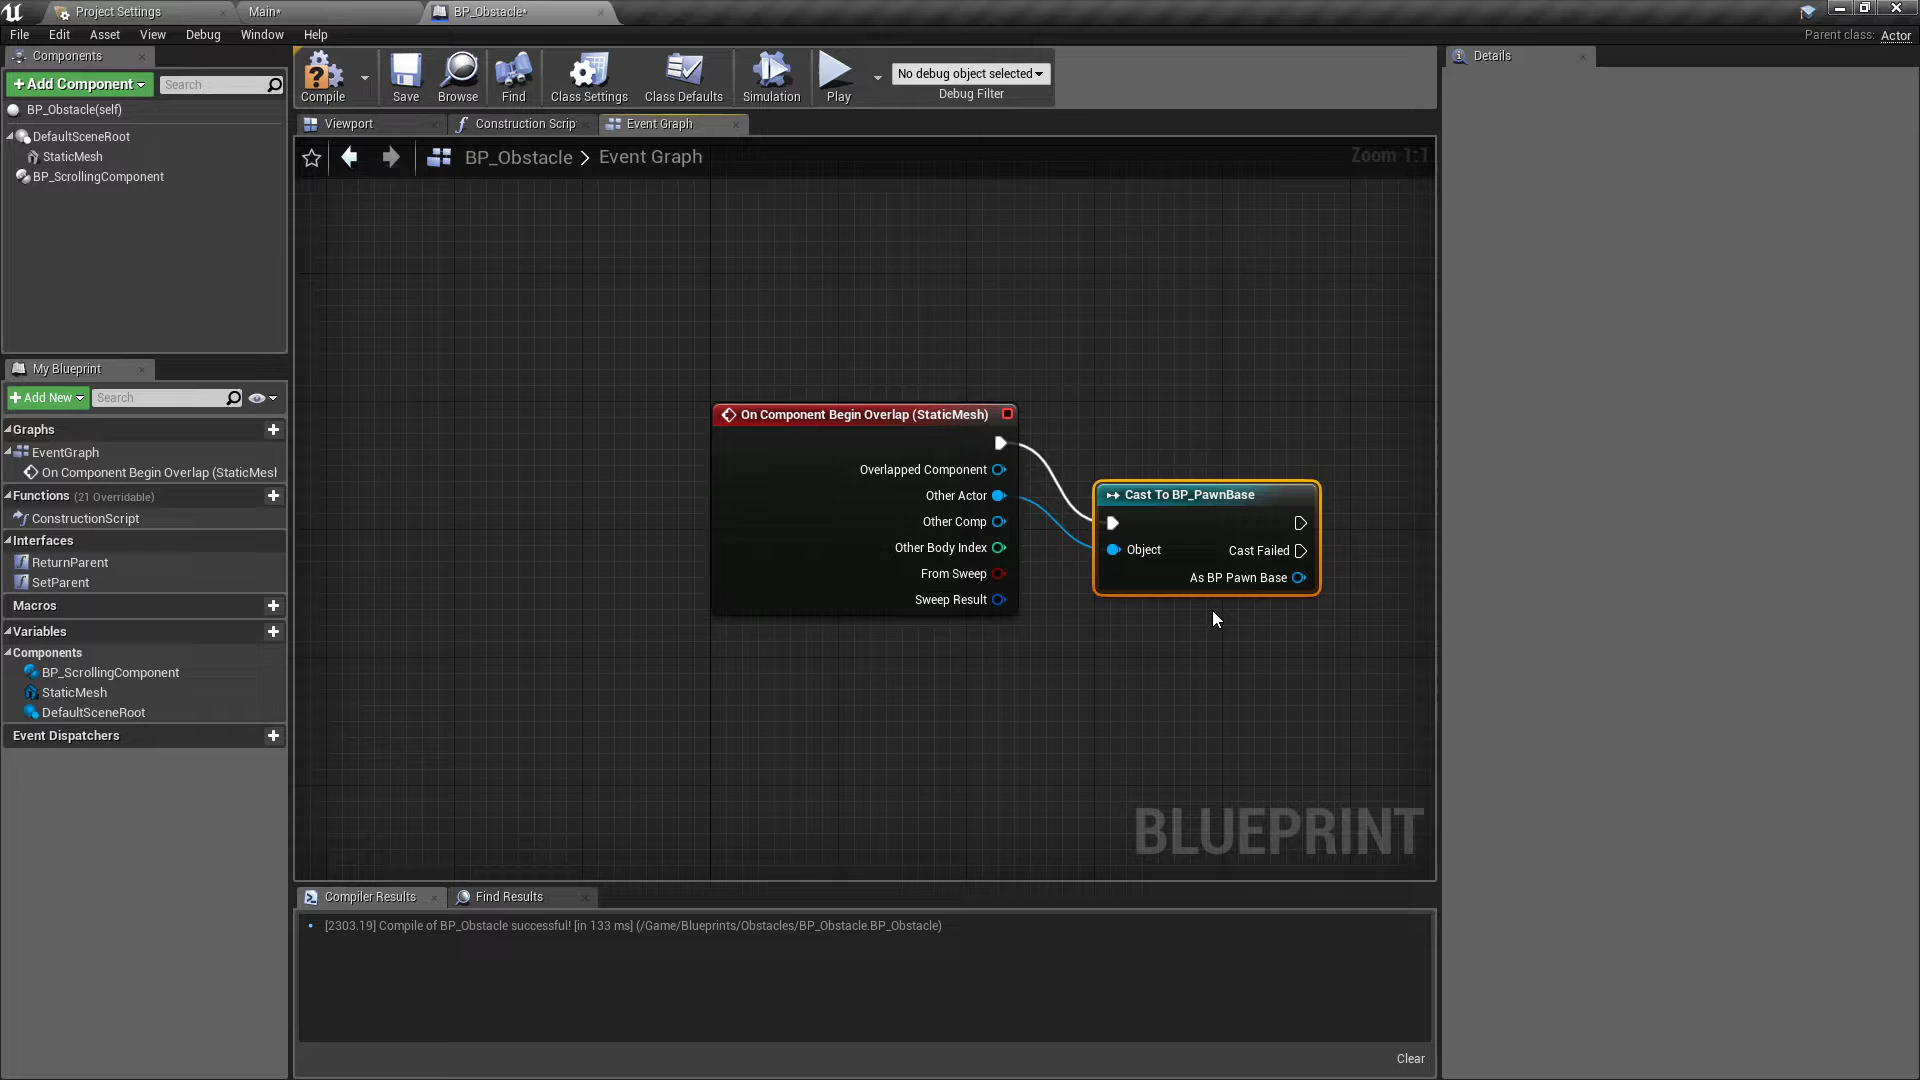 Project Settings
Main*
BP_Obstacle*
File Edit Asset View Debug Window Help
Parent class: Actor
Components
+Add Component
Search
BP_Obstacle(self)
DefaultSceneRoot
StaticMesh
BP_ScrollingComponent
Compile
Save
Browse
Find
Class Settings
Class Defaults
Simulation
Play
No debug object selected
Debug Filter
Details
Viewport
Construction Scrip
Event Graph
BP_Obstacle > Event Graph
Zoom 1:1
My Blueprint
+Add New
Search
Graphs
EventGraph
On Component Begin Overlap (StaticMesh
Functions (21 Overridable)
ConstructionScript
Interfaces
ReturnParent
SetParent
Macros
Variables
Components
BP_ScrollingComponent
StaticMesh
DefaultSceneRoot
Event Dispatchers
On Component Begin Overlap (StaticMesh)
Overlapped Component
Other Actor
Other Comp
Other Body Index
From Sweep
Sweep Result
Cast To BP_PawnBase
Object
Cast Failed
As BP Pawn Base
BLUEPRINT
Compiler Results
Find Results
[2303.19] Compile of BP_Obstacle successful! [in 133 ms] (/Game/Blueprints/Obstacles/BP_Obstacle.BP_Obstacle)
Clear